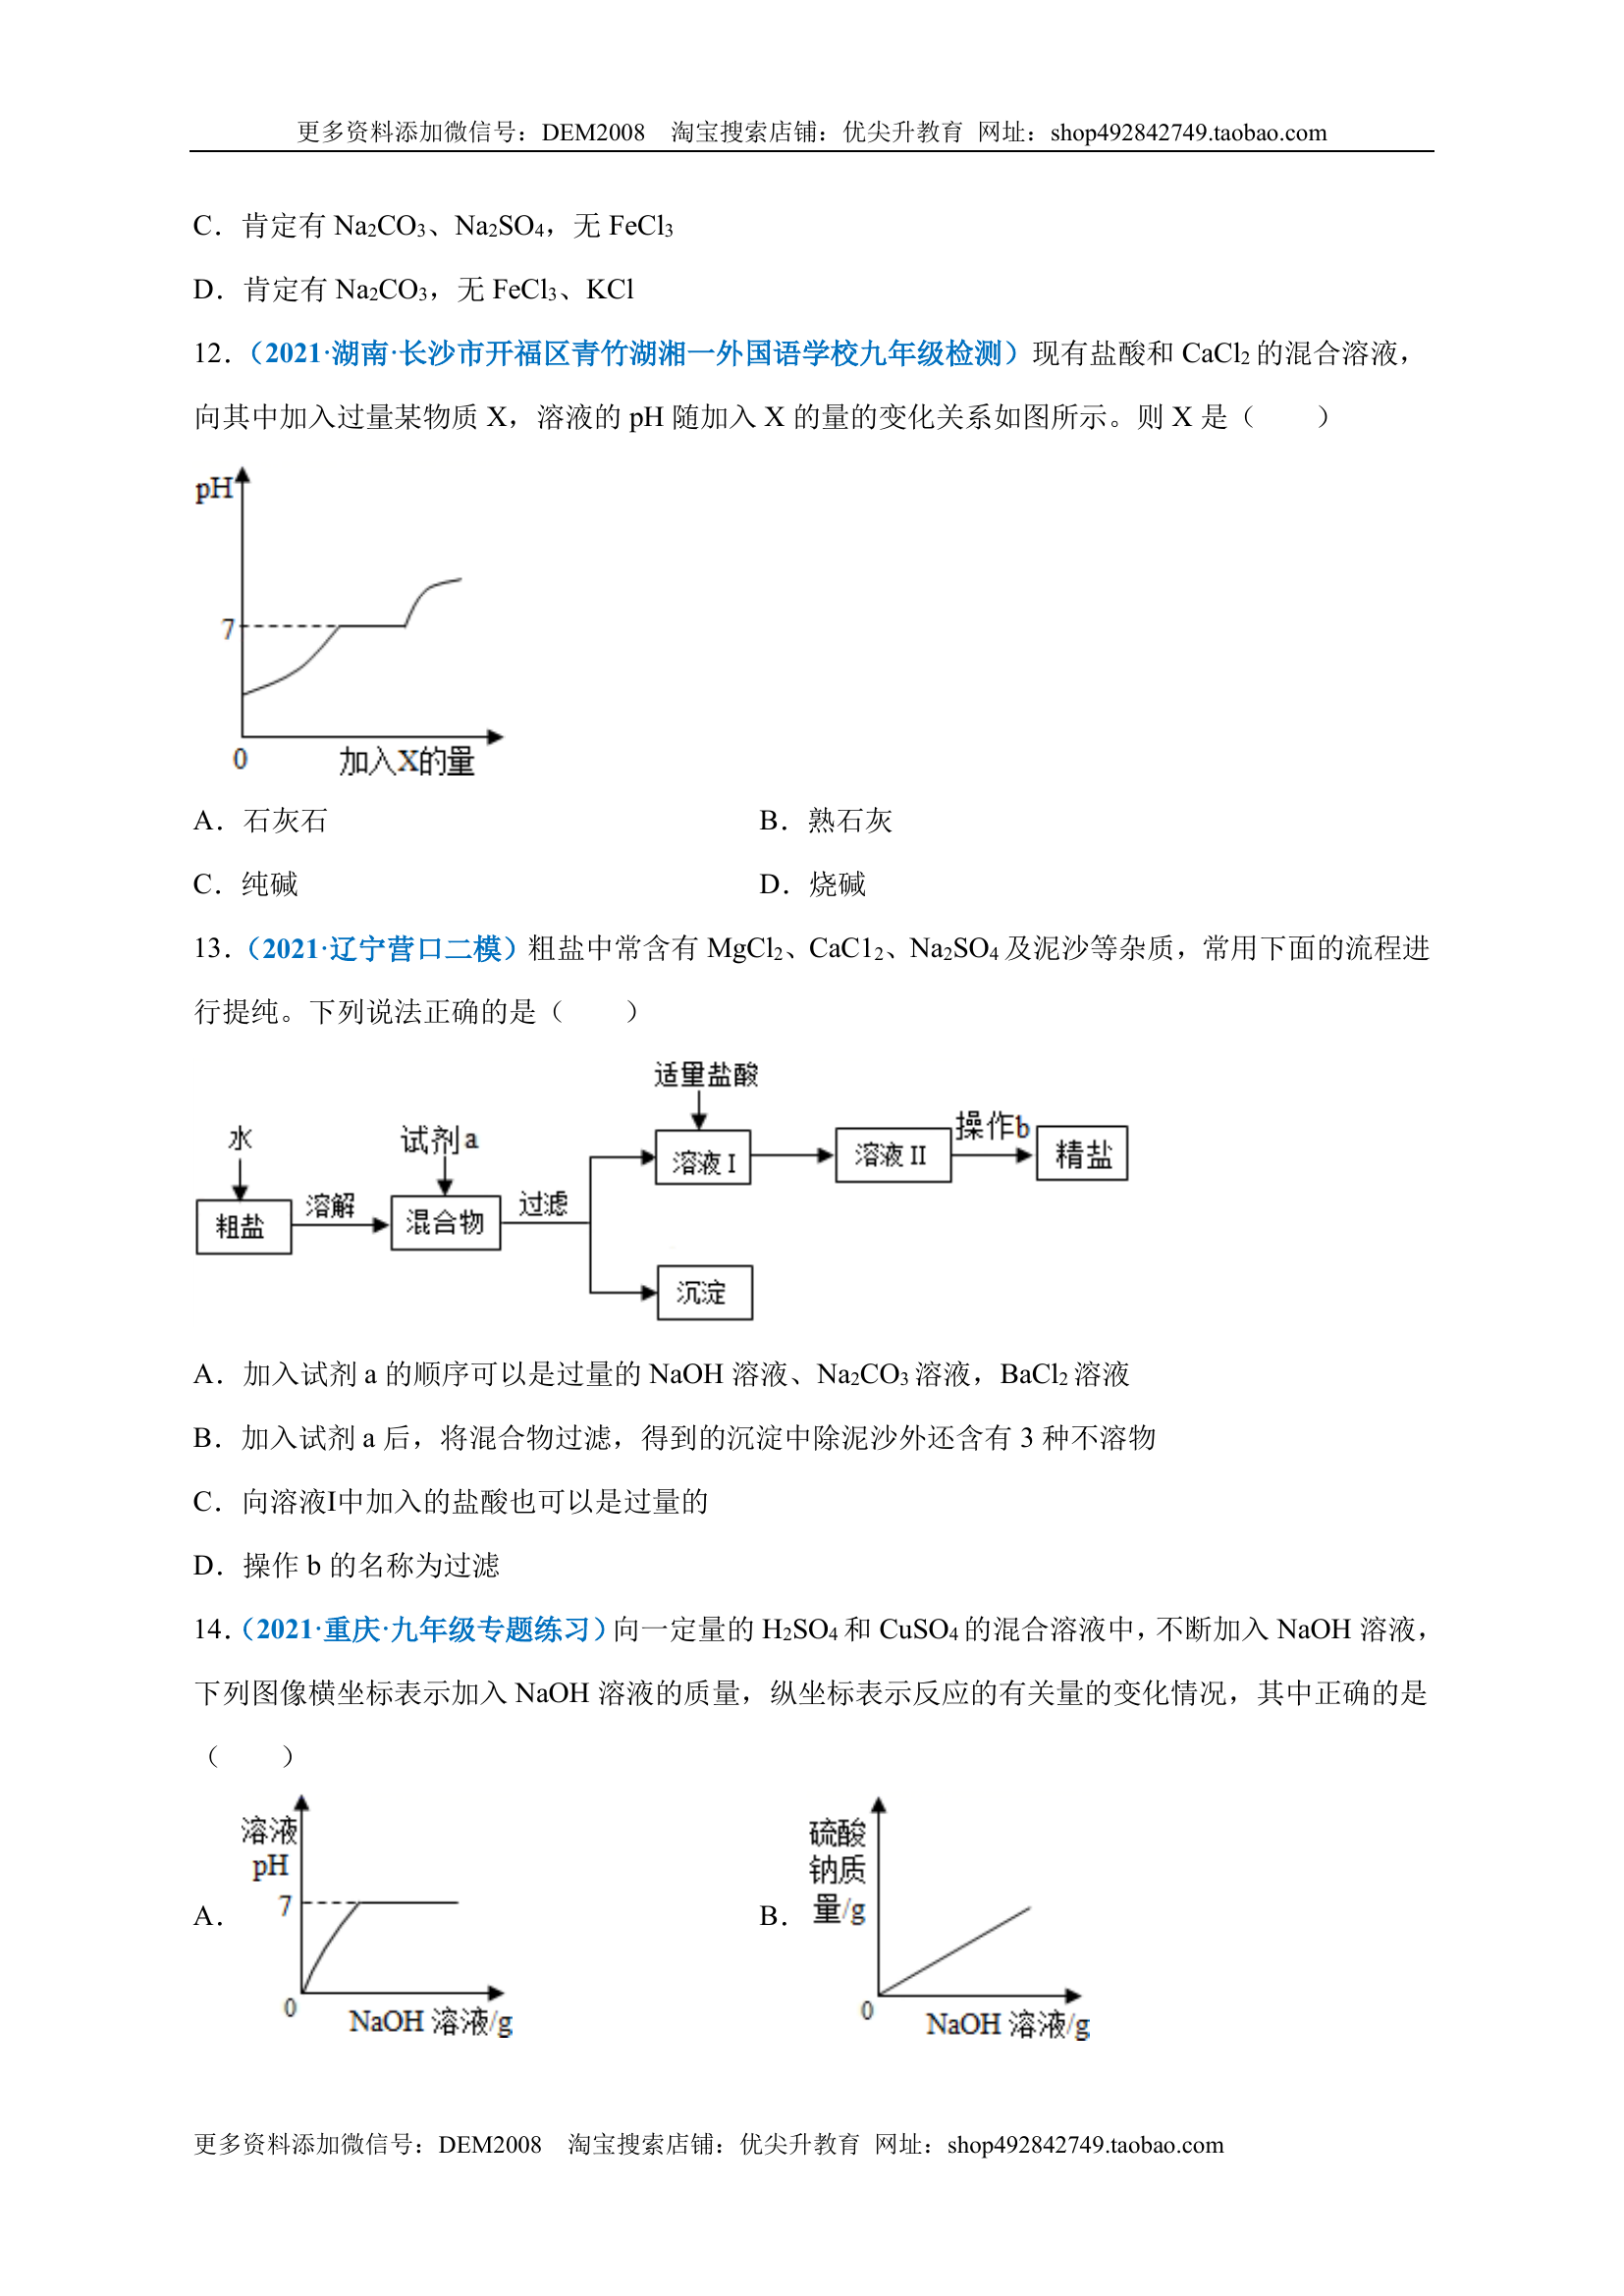 更多资料添加微信号：DEM2008 淘宝搜索店铺：优尖升教育 网址：shop492842749.taobao.com
C．肯定有 Na₂CO₃、Na₂SO₄，无 FeCl₃
D．肯定有 Na₂CO₃，无 FeCl₃、KCl
12．（2021·湖南·长沙市开福区青竹湖湘一外国语学校九年级检测）现有盐酸和 CaCl₂ 的混合溶液，
向其中加入过量某物质 X，溶液的 pH 随加入 X 的量的变化关系如图所示。则 X 是（  ）
pH
7
0
加入X的量
A．石灰石 B．熟石灰
C．纯碱 D．烧碱
13．（2021·辽宁营口二模）粗盐中常含有 MgCl₂、CaC1₂、Na₂SO₄ 及泥沙等杂质，常用下面的流程进
行提纯。下列说法正确的是（  ）
适量盐酸
水 试剂a 溶液 I 溶液 II 操作b 精盐
粗盐 溶解 混合物 过滤
沉淀
A．加入试剂 a 的顺序可以是过量的 NaOH 溶液、Na₂CO₃ 溶液，BaCl₂ 溶液
B．加入试剂 a 后，将混合物过滤，得到的沉淀中除泥沙外还含有 3 种不溶物
C．向溶液I中加入的盐酸也可以是过量的
D．操作 b 的名称为过滤
14．（2021·重庆·九年级专题练习）向一定量的 H₂SO₄ 和 CuSO₄ 的混合溶液中，不断加入 NaOH 溶液，
下列图像横坐标表示加入 NaOH 溶液的质量，纵坐标表示反应的有关量的变化情况，其中正确的是
（  ）
A．
溶液
pH
7
0
NaOH 溶液/g
B．
硫酸
钠质
量/g
0
NaOH 溶液/g
更多资料添加微信号：DEM2008 淘宝搜索店铺：优尖升教育 网址：shop492842749.taobao.com